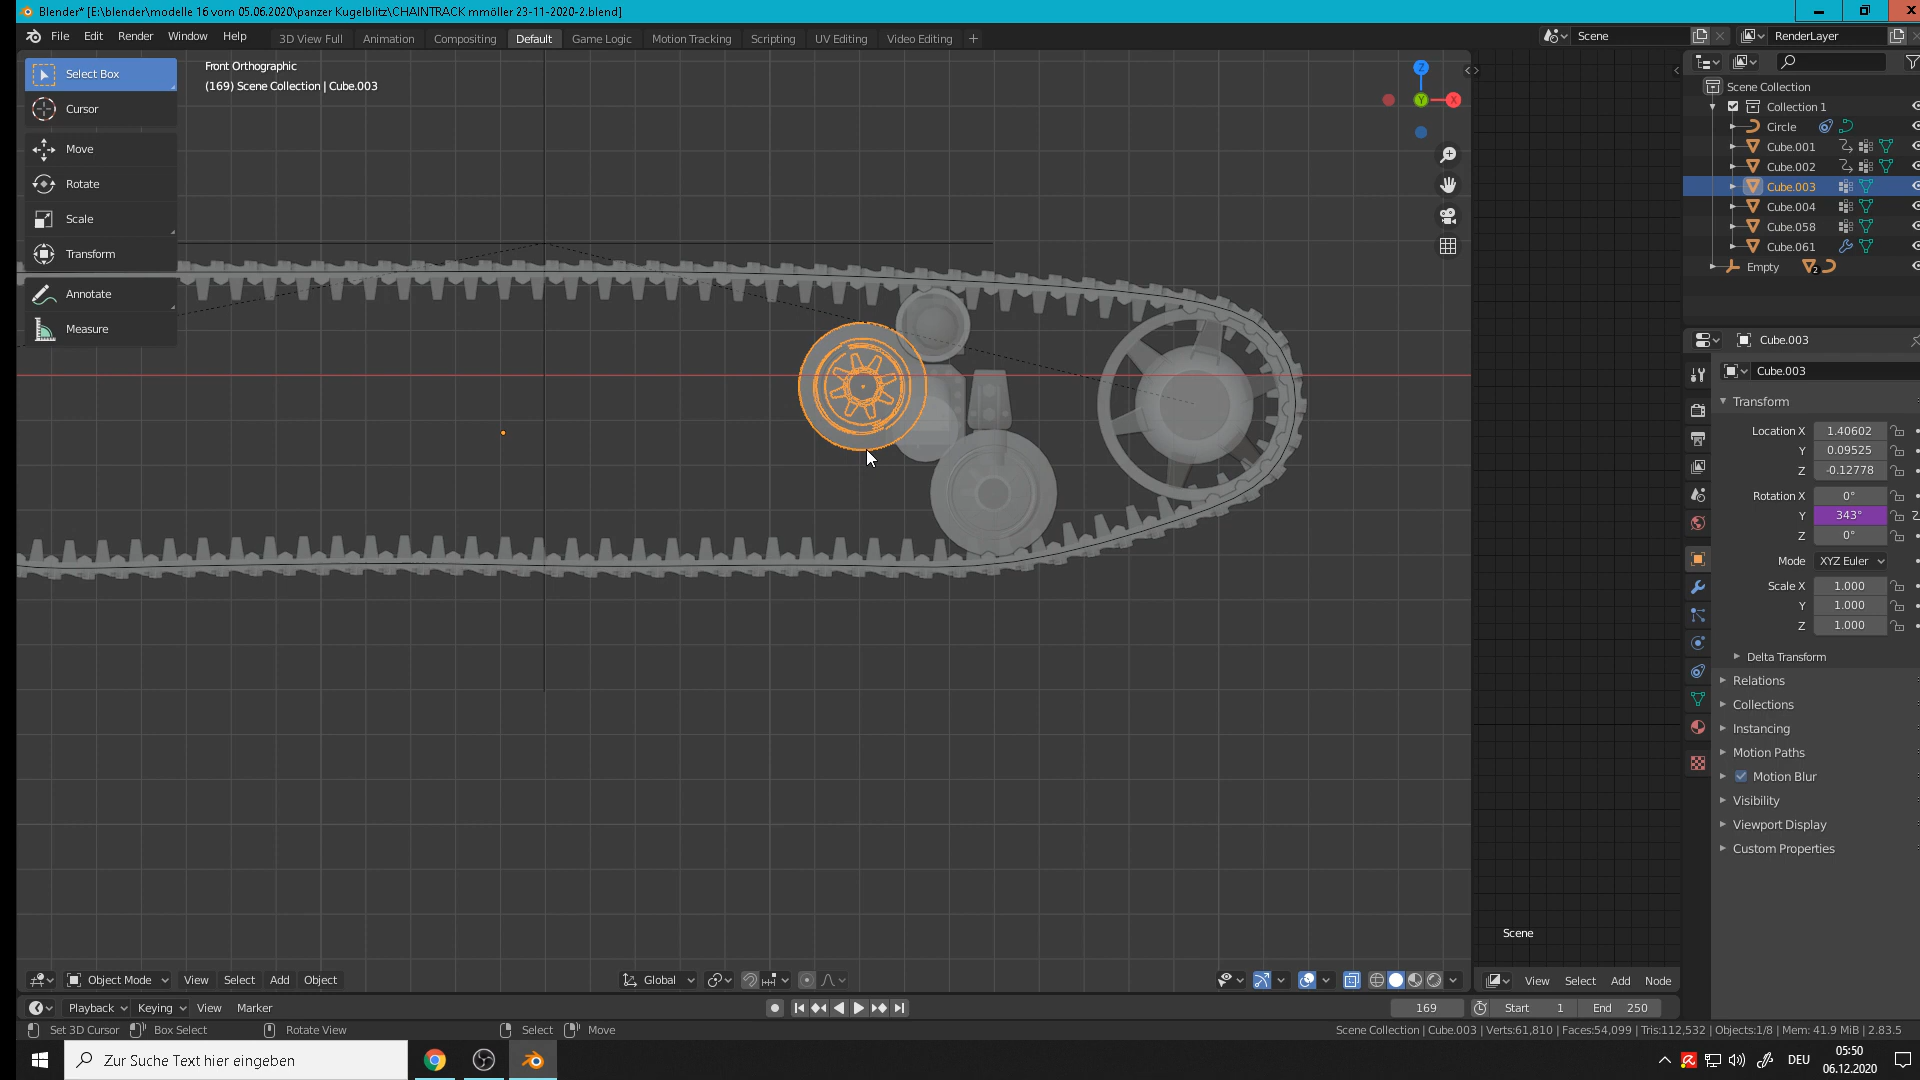 Blender* [E:\blender\modelle 16 vom 05.06.2020\panzer Kugelblitz\CHAINTRACK mmöller 23-11-2020-2.blend]
File Edit Render Window Help 3D View Full Animation Compositing Default Game Logic Motion Tracking Scripting UV Editing Video Editing + Scene RenderLayer
Select Box
Cursor
Move
Rotate
Scale
Transform
Annotate
Measure
Front Orthographic
(169) Scene Collection | Cube.003
Z
Y
X
Scene Collection
Collection 1
Circle
Cube.001
Cube.002
Cube.003
Cube.004
Cube.058
Cube.061
Empty 2
Cube.003
Cube.003
Transform
Location X 1.40602
Y 0.09525
Z -0.12778
Rotation X 0°
Y 343°
Z 0°
Mode XYZ Euler
Scale X 1.000
Y 1.000
Z 1.000
Delta Transform
Relations
Collections
Instancing
Motion Paths
Motion Blur
Visibility
Viewport Display
Custom Properties
Scene
Object Mode View Select Add Object Global View Select Add Node
Playback Keying View Marker 169 Start 1 End 250
Set 3D Cursor Box Select Rotate View Select Move Scene Collection | Cube.003 | Verts:61,810 | Faces:54,099 | Tris:112,532 | Objects:1/8 | Mem: 41.9 MiB | 2.83.5
Zur Suche Text hier eingeben
DEU
05:50
06.12.2020